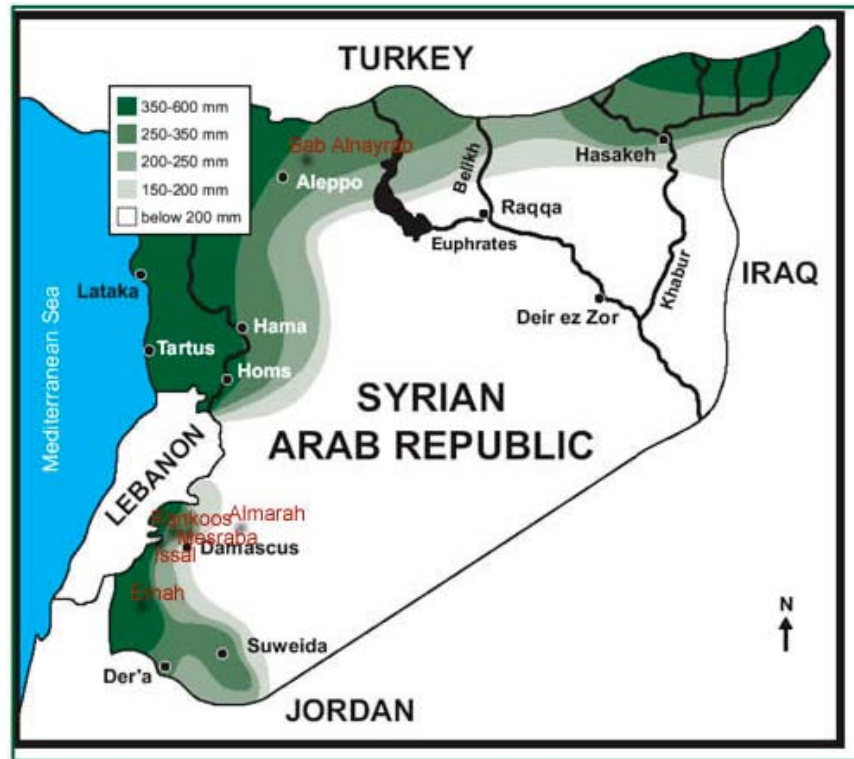 TURKEY
350-600 mm
250-350 mm
200-250 mm
150-200 mm
below 200 mm
Bab Alnayrab
Aleppo
Hasakeh
Belikh
Raqqa
Euphrates
Khabur
IRAQ
Lataka
Deir ez Zor
Hama
Tartus
Homs
Mediterranean Sea
SYRIAN
ARAB REPUBLIC
LEBANON
Almarah
Mesraba
Damascus
Issal
Suweida
Der'a
N
JORDAN